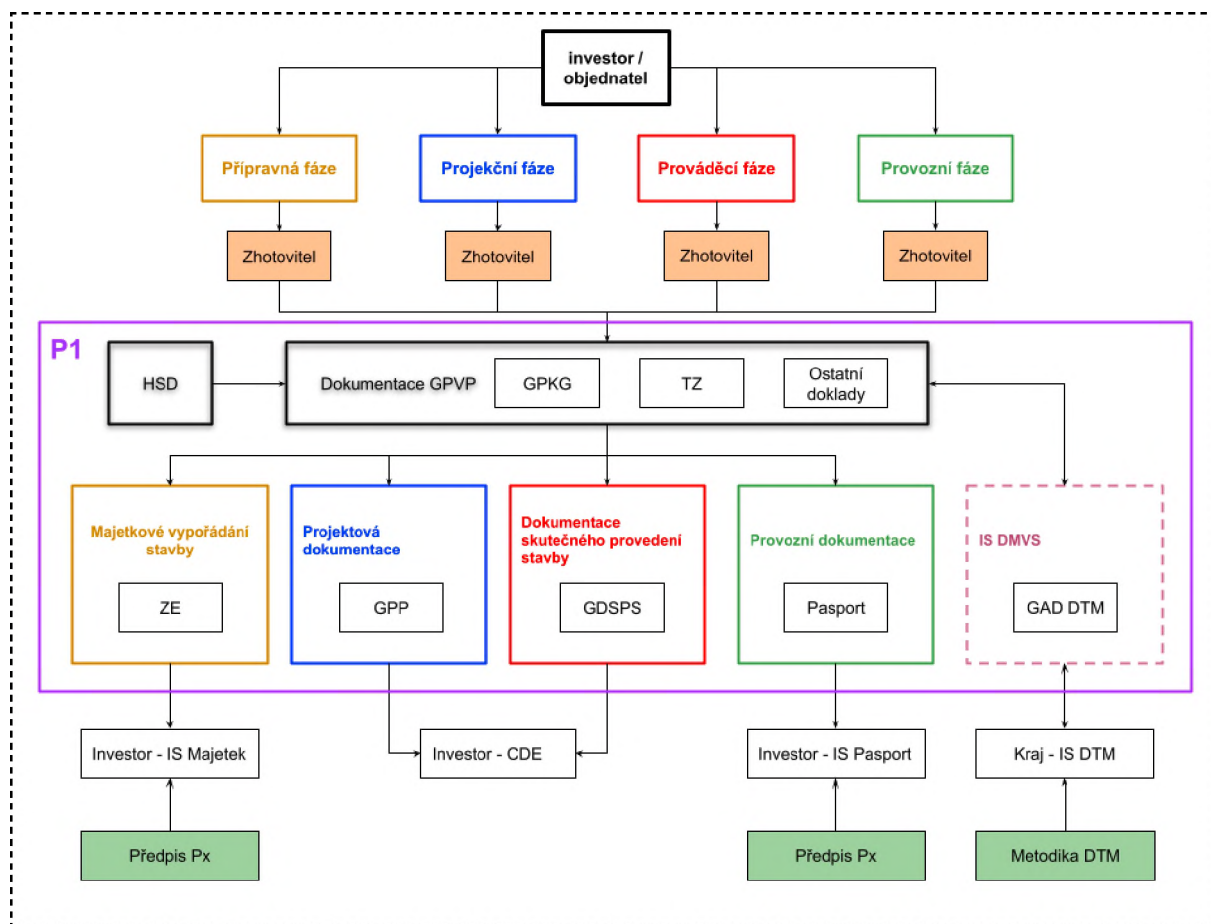 investor /
objednatel
Přípravná fáze
Projekční fáze
Prováděcí fáze
Provozní fáze
Zhotovitel
Zhotovitel
Zhotovitel
Zhotovitel
P1
HSD
Dokumentace GPVP
GPKG
TZ
Ostatní
doklady
Majetkové vypořádání
stavby
ZE
Projektová
dokumentace
GPP
Dokumentace
skutečného provedení
stavby
GDSPS
Provozní dokumentace
Pasport
IS DMVS
GAD DTM
Investor - IS Majetek
Investor - CDE
Investor - IS Pasport
Kraj - IS DTM
Předpis Px
Předpis Px
Metodika DTM